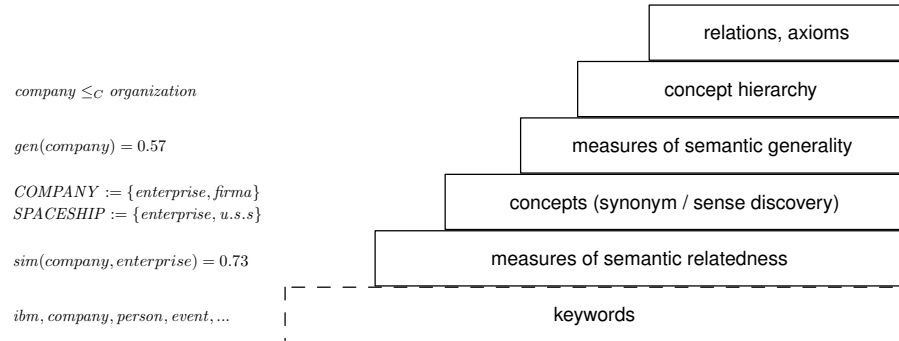 relations, axioms
company ≤C organization
concept hierarchy
gen(company) = 0.57
measures of semantic generality
COMPANY := {enterprise, firma}
SPACESHIP := {enterprise, u.s.s}
concepts (synonym / sense discovery)
sim(company, enterprise) = 0.73
measures of semantic relatedness
ibm, company, person, event, ...
keywords